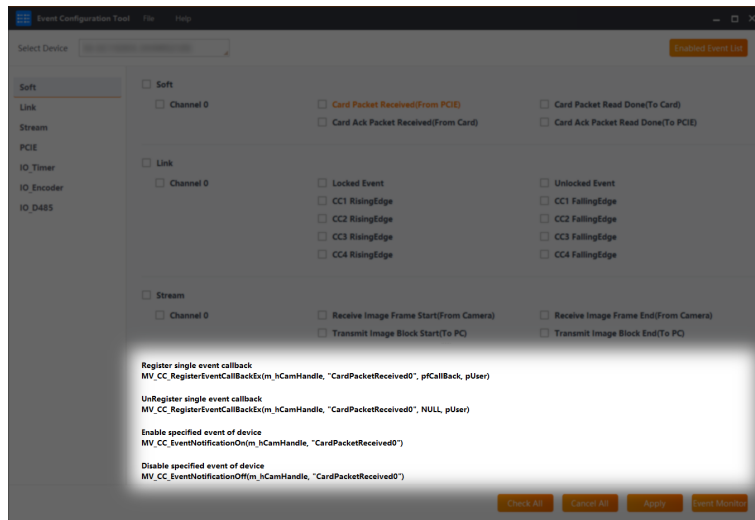 Event Configuration Tool File Help
Select Device
Enabled Event List
Soft
Link
Stream
PCIE
IO_Timer
IO_Encoder
IO_D485
Soft
Channel 0 Card Packet Received(From PCIE) Card Packet Read Done(To Card)
Card Ack Packet Received(From Card) Card Ack Packet Read Done(To PCIE)
Link
Channel 0 Locked Event Unlocked Event
CC1 RisingEdge CC1 FallingEdge
CC2 RisingEdge CC2 FallingEdge
CC3 RisingEdge CC3 FallingEdge
CC4 RisingEdge CC4 FallingEdge
Stream
Channel 0 Receive Image Frame Start(From Camera) Receive Image Frame End(From Camera)
Transmit Image Block Start(To PC) Transmit Image Block End(To PC)
Register single event callback
MV_CC_RegisterEventCallBackEx(m_hCamHandle, "CardPacketReceived0", pfCallBack, pUser)
UnRegister single event callback
MV_CC_RegisterEventCallBackEx(m_hCamHandle, "CardPacketReceived0", NULL, pUser)
Enable specified event of device
MV_CC_EventNotificationOn(m_hCamHandle, "CardPacketReceived0")
Disable specified event of device
MV_CC_EventNotificationOff(m_hCamHandle, "CardPacketReceived0")
Check All Cancel All Apply Event Monitor